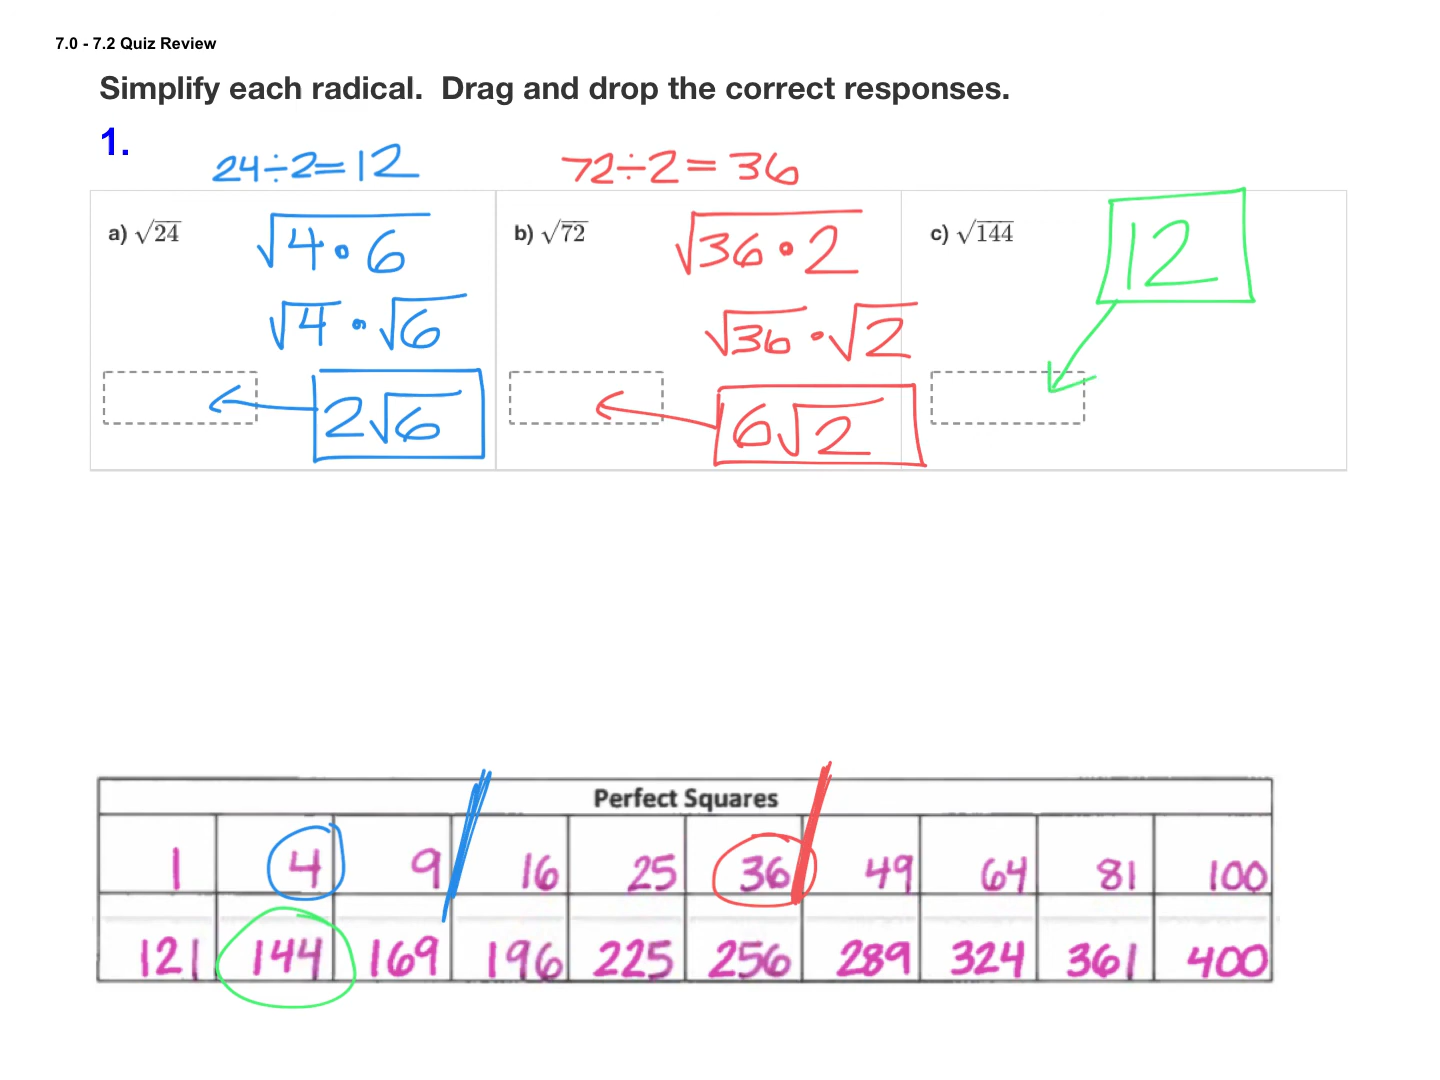 7.0 - 7.2 Quiz Review
Simplify each radical.  Drag and drop the correct responses.
1.
24÷2=12
72÷2=36
a) √24
√4•6
√4•√6
2√6
b) √72
√36•2
√36•√2
6√2
c) √144
12
Perfect Squares
1 4 9 16 25 36 49 64 81 100
121 144 169 196 225 256 289 324 361 400